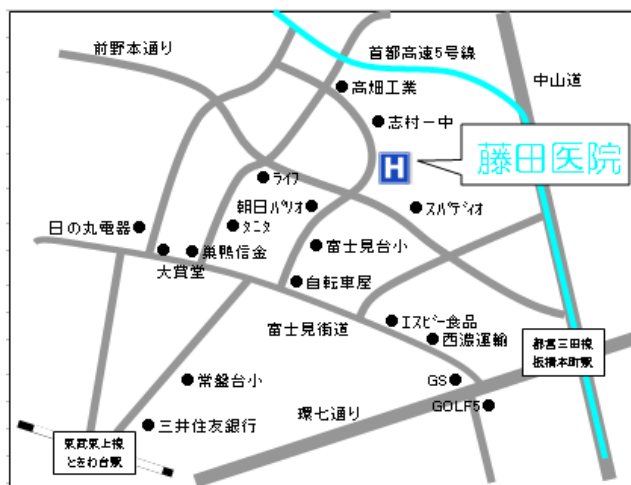 前野本通り
首都高速5号線
中山道
高畑工業
志村一中
H
藤田医院
ライフ
朝日パリオ
スパディオ
日の丸電器
タニタ
大賞堂
巣鴨信金
富士見台小
自転車屋
富士見街道
エスビー食品
西濃運輸
都営三田線
板橋本町駅
常盤台小
GS
環七通り
GOLF5
三井住友銀行
東武東上線
ときわ台駅